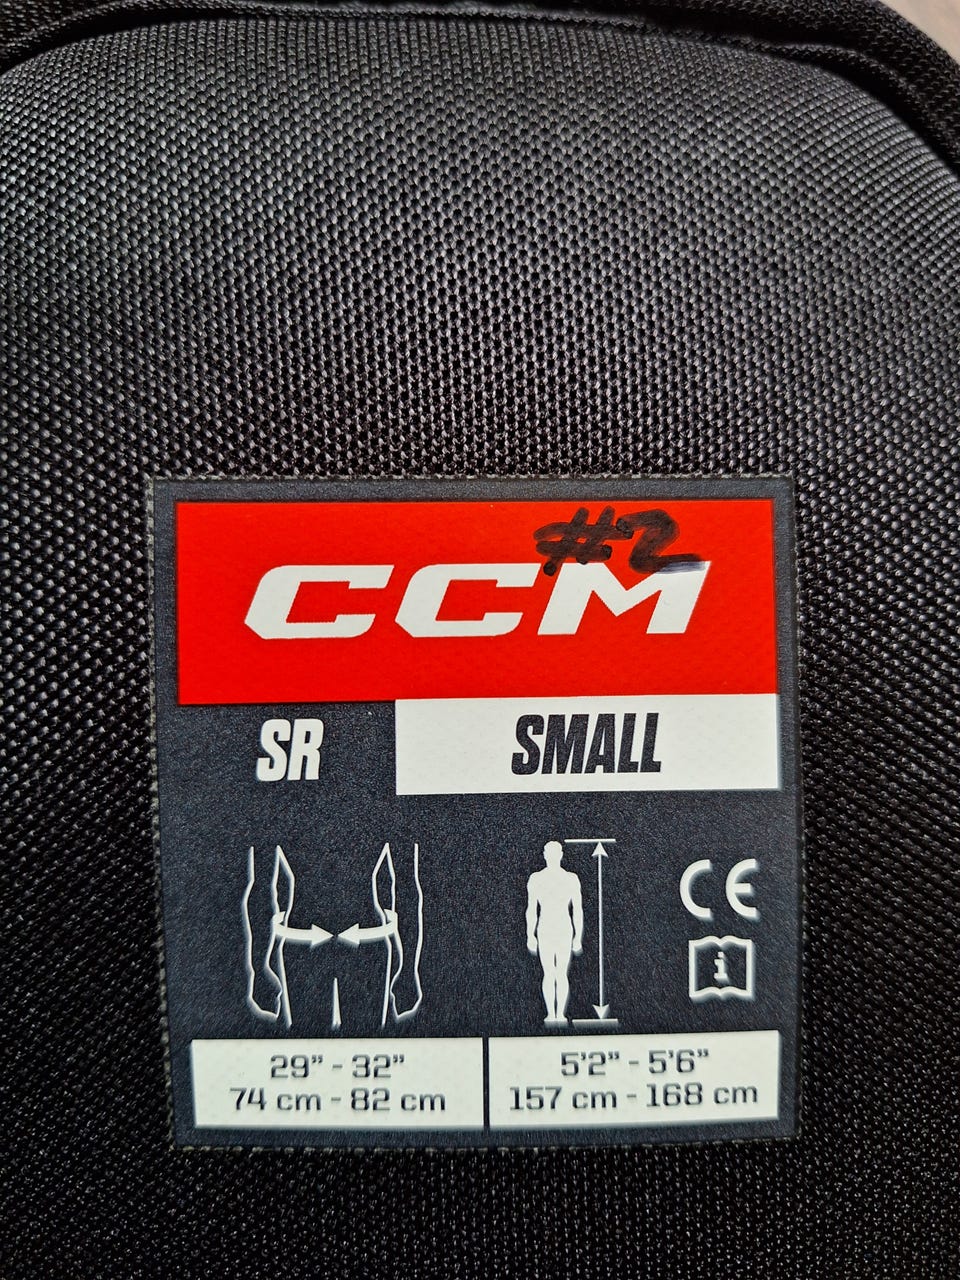 #2
CCM
SR SMALL
CE
i
29” - 32”
74 cm - 82 cm
5’2” - 5’6”
157 cm - 168 cm